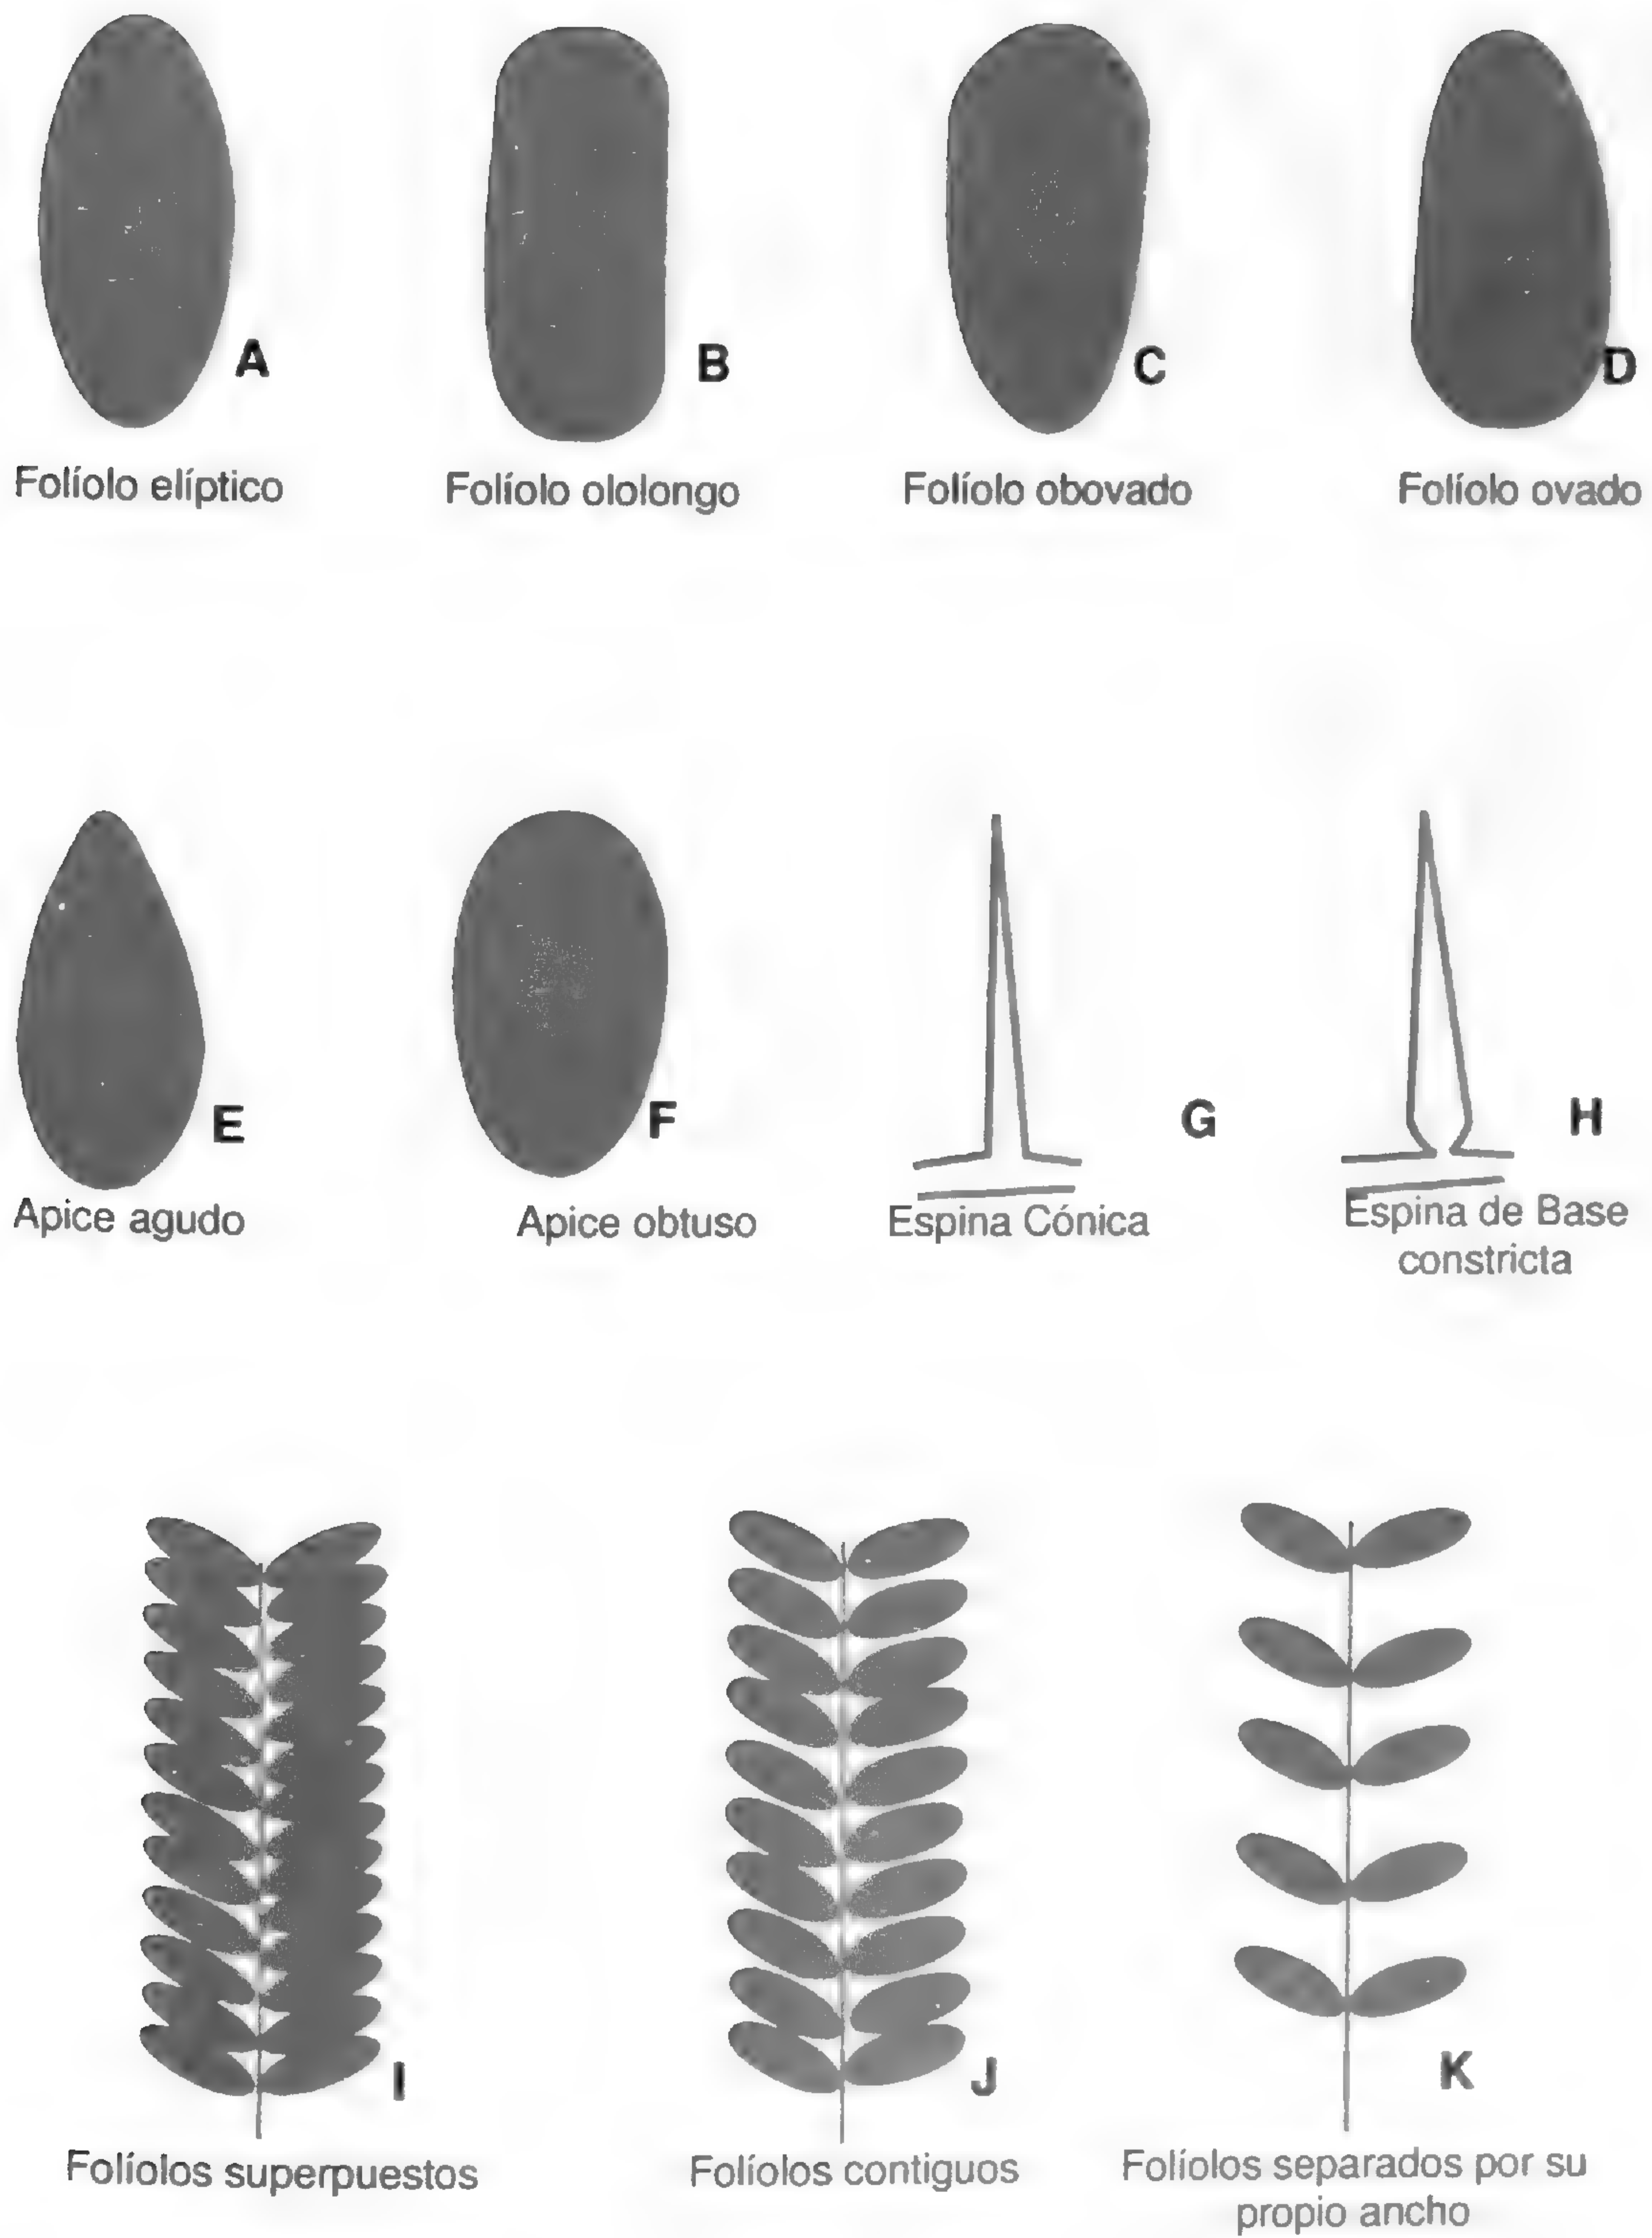 A
B
C
D
Folíolo elíptico
Folíolo ololongo
Folíolo obovado
Folíolo ovado
E
F
G
H
Apice agudo
Apice obtuso
Espina Cónica
Espina de Base
constricta
I
J
K
Folíolos superpuestos
Folíolos contiguos
Folíolos separados por su
propio ancho